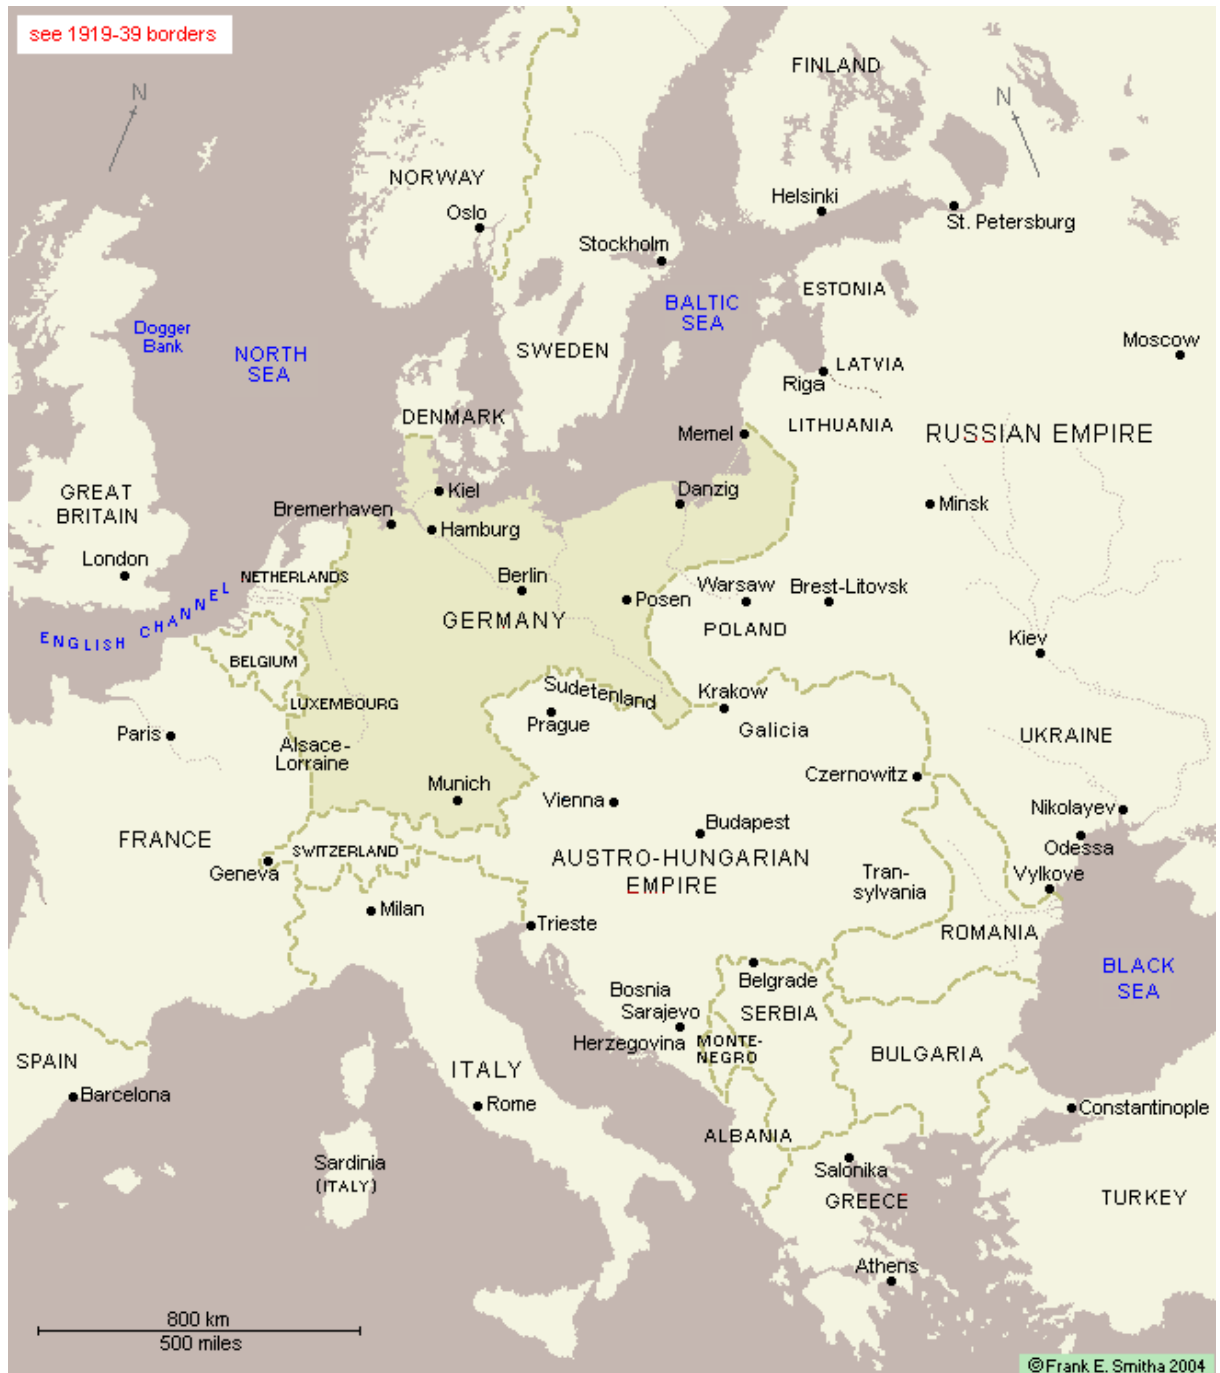 see 1919-39 borders
FINLAND
N
N
NORWAY
Helsinki
Oslo
St. Petersburg
Stockholm
ESTONIA
BALTIC
SEA
Dogger
Bank
NORTH
SEA
SWEDEN
Moscow
LATVIA
Riga
DENMARK
LITHUANIA
Memel
RUSSIAN EMPIRE
GREAT
BRITAIN
Kiel
Danzig
Bremerhaven
Minsk
Hamburg
London
NETHERLANDS
Berlin
Warsaw
Brest-Litovsk
Posen
ENGLISH CHANNEL
GERMANY
POLAND
Kiev
BELGIUM
Sudetenland
Krakow
LUXEMBOURG
Prague
Galicia
Paris
UKRAINE
Alsace-
Lorraine
Czernowitz
Munich
Vienna
Nikolayev
Budapest
FRANCE
SWITZERLAND
Odessa
AUSTRO-HUNGARIAN
EMPIRE
Geneva
Tran-
sylvania
Vylkove
Milan
Trieste
ROMANIA
BLACK
SEA
Belgrade
Bosnia
Sarajevo
Herzegovina
SERBIA
MONTE-
NEGRO
BULGARIA
SPAIN
ITALY
Barcelona
Rome
Constantinople
ALBANIA
Sardinia
(ITALY)
Salonika
GREECE
TURKEY
Athens
800 km
500 miles
©Frank E. Smitha 2004